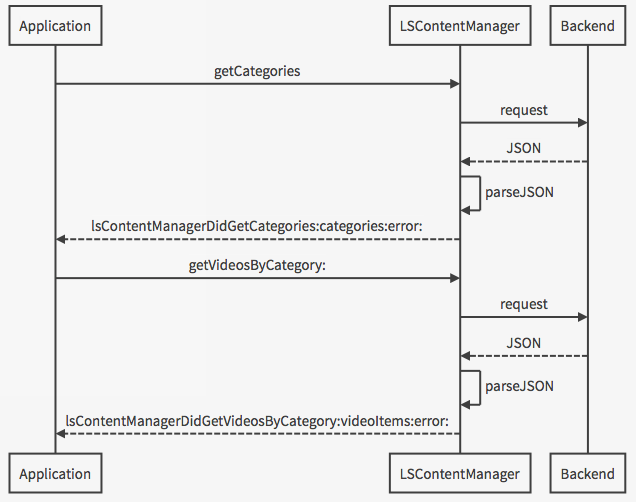 Application
LSContentManager
Backend
getCategories
request
JSON
parseJSON
lsContentManagerDidGetCategories:categories:error:
getVideosByCategory:
request
JSON
parseJSON
lsContentManagerDidGetVideosByCategory:videoItems:error:
Application
LSContentManager
Backend